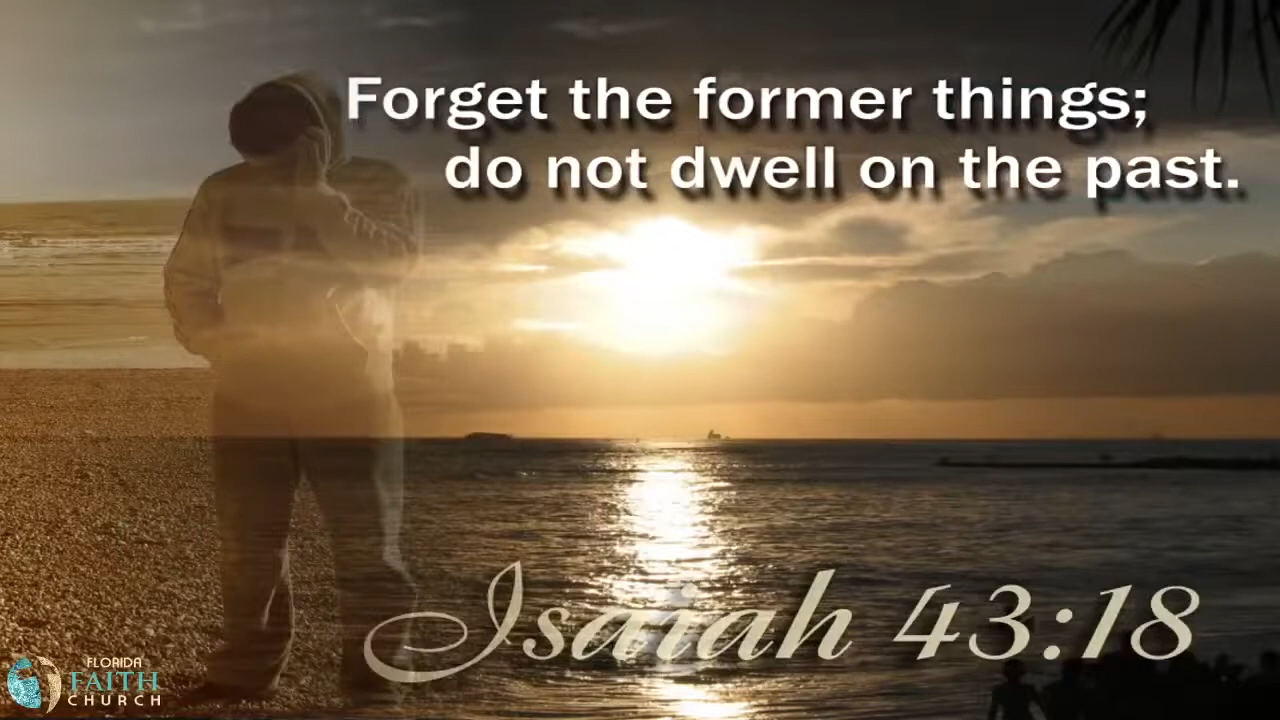 Forget the former things;
do not dwell on the past.
Isaiah 43:18
FLORIDA
FAITH
CHURCH